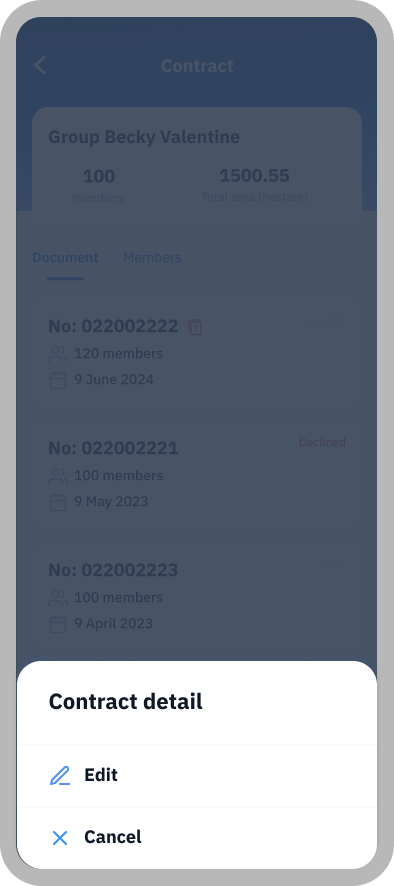 Contract
Group Becky Valentine
100
1500.55
members
Total area (hectare)
Document
Members
No: 022002222
120 members
9 June 2024
No: 022002221
Declined
100 members
9 May 2023
No: 022002223
100 members
9 April 2023
Contract detail
Edit
Cancel